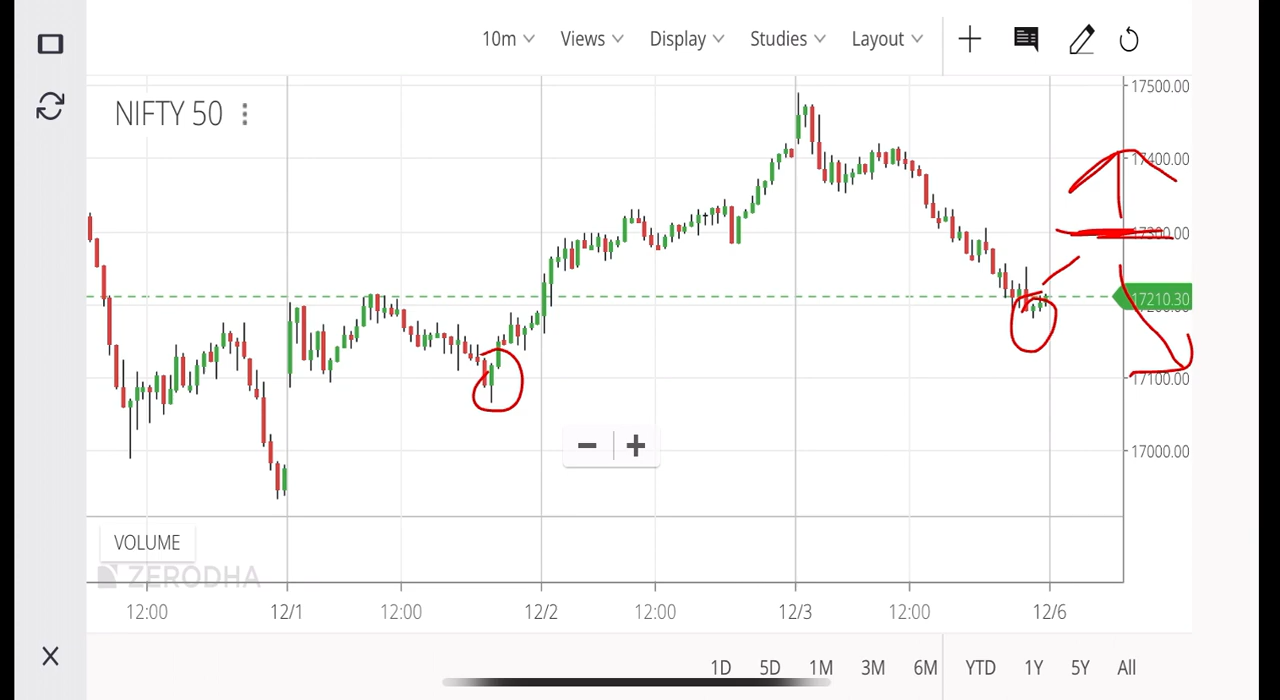 10m Views Display Studies Layout
NIFTY 50
17500.00
17400.00
17300.00
17210.30
17100.00
17000.00
VOLUME
ZERODHA
12:00 12/1 12:00 12/2 12:00 12/3 12:00 12/6
1D 5D 1M 3M 6M YTD 1Y 5Y All